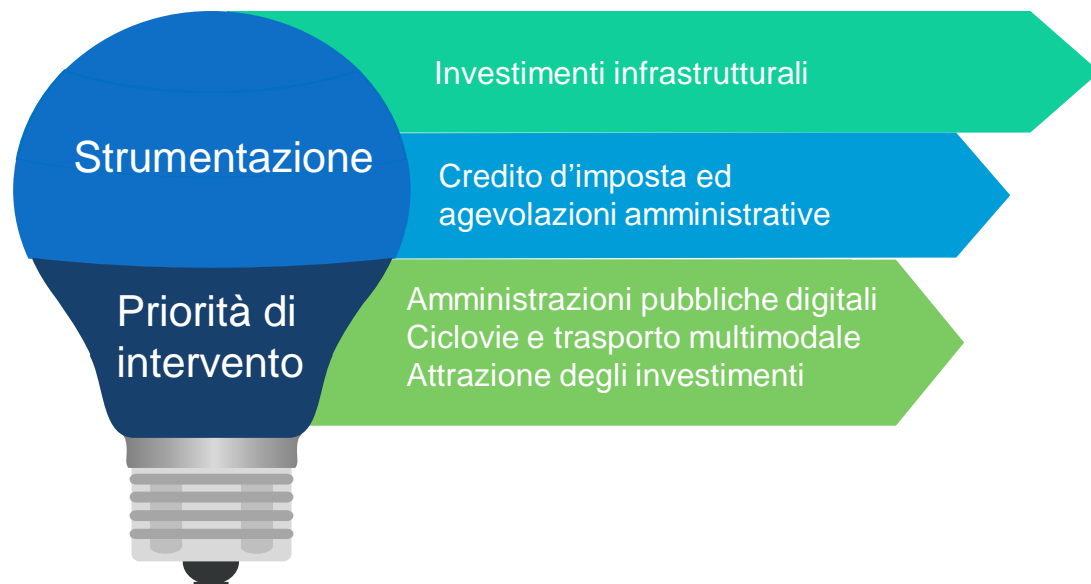 Investimenti infrastrutturali
Strumentazione
Credito d’imposta ed
agevolazioni amministrative
Priorità di
intervento
Amministrazioni pubbliche digitali
Ciclovie e trasporto multimodale
Attrazione degli investimenti